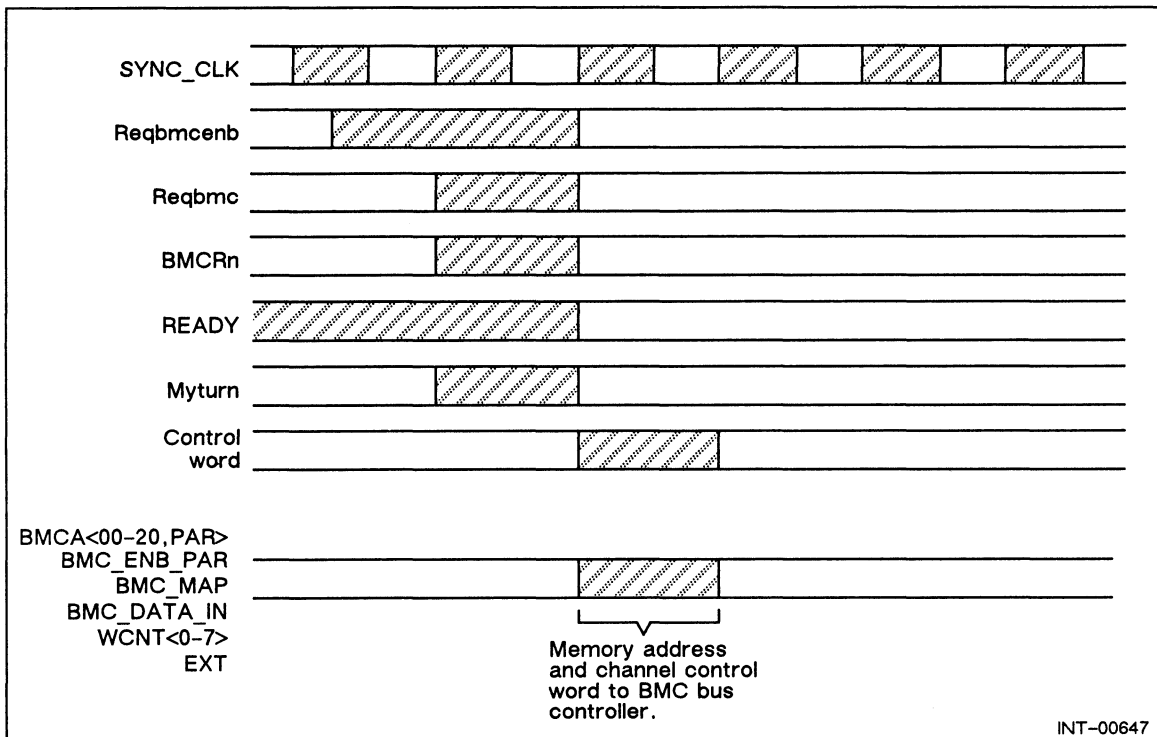 SYNC_CLK
Reqbmcenb
Reqbmc
BMCRn
READY
Myturn
Control
word
BMCA<00-20,PAR>
BMC_ENB_PAR
BMC_MAP
BMC_DATA_IN
WCNT<0-7>
EXT
Memory address
and channel control
word to BMC bus
controller.
INT-00647